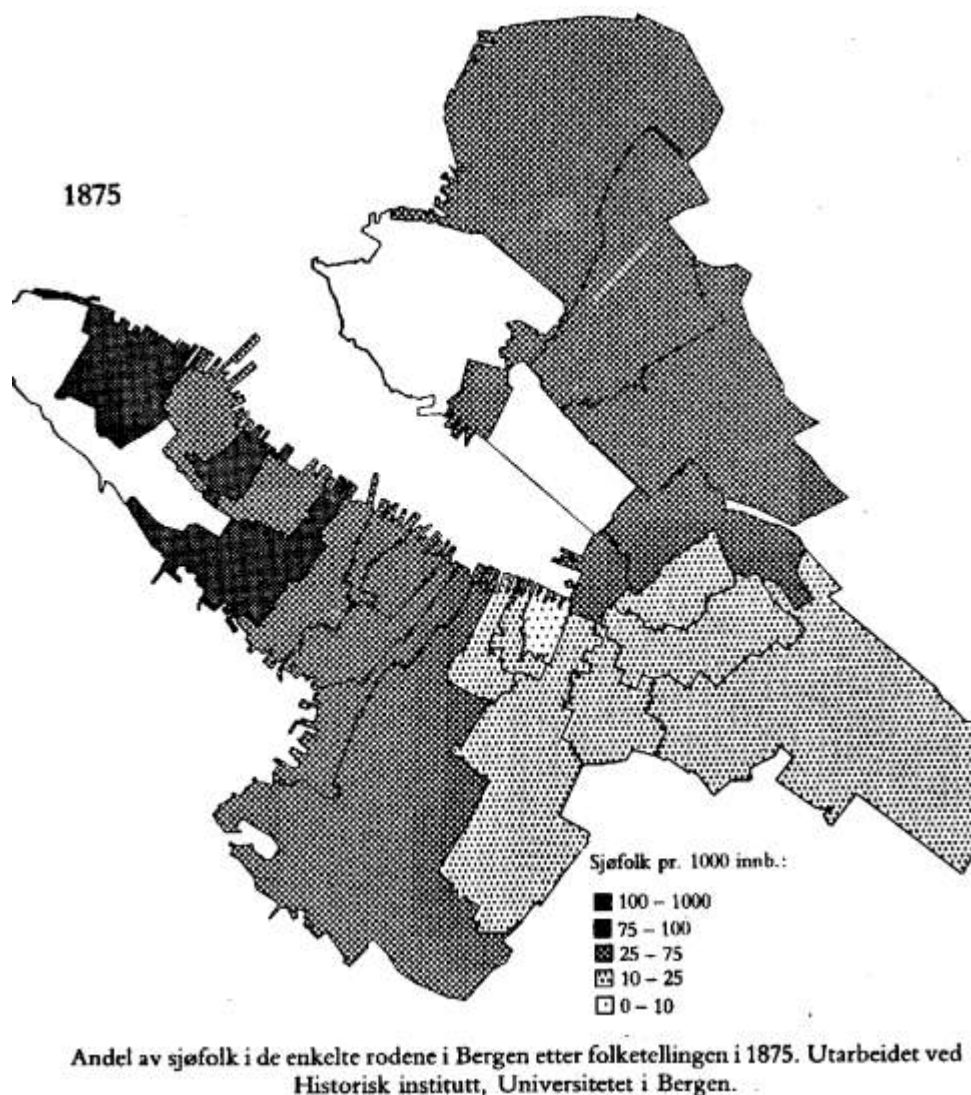 1875
Sjøfolk pr. 1000 innb.:
100 – 1000
75 – 100
25 – 75
10 – 25
0 – 10
Andel av sjøfolk i de enkelte rodene i Bergen etter folketellingen i 1875. Utarbeidet ved
Historisk institutt, Universitetet i Bergen.